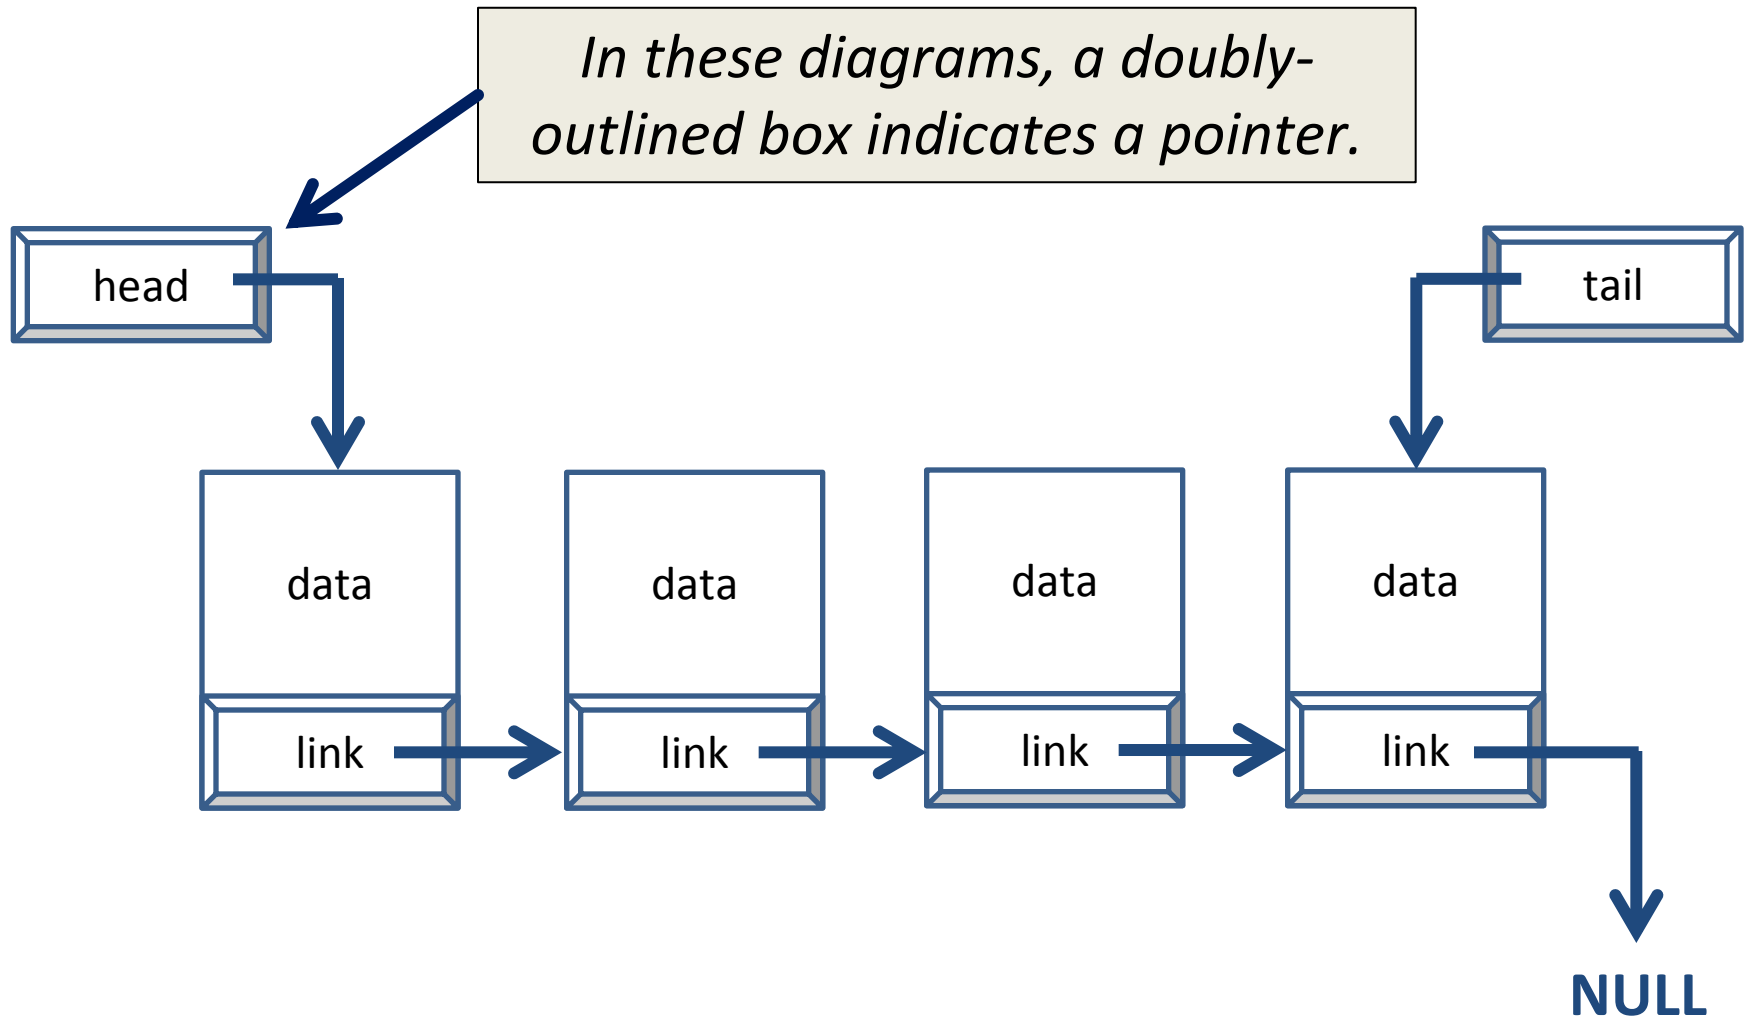 In these diagrams, a doubly-
outlined box indicates a pointer.
head
tail
data
data
data
data
link
link
link
link
NULL